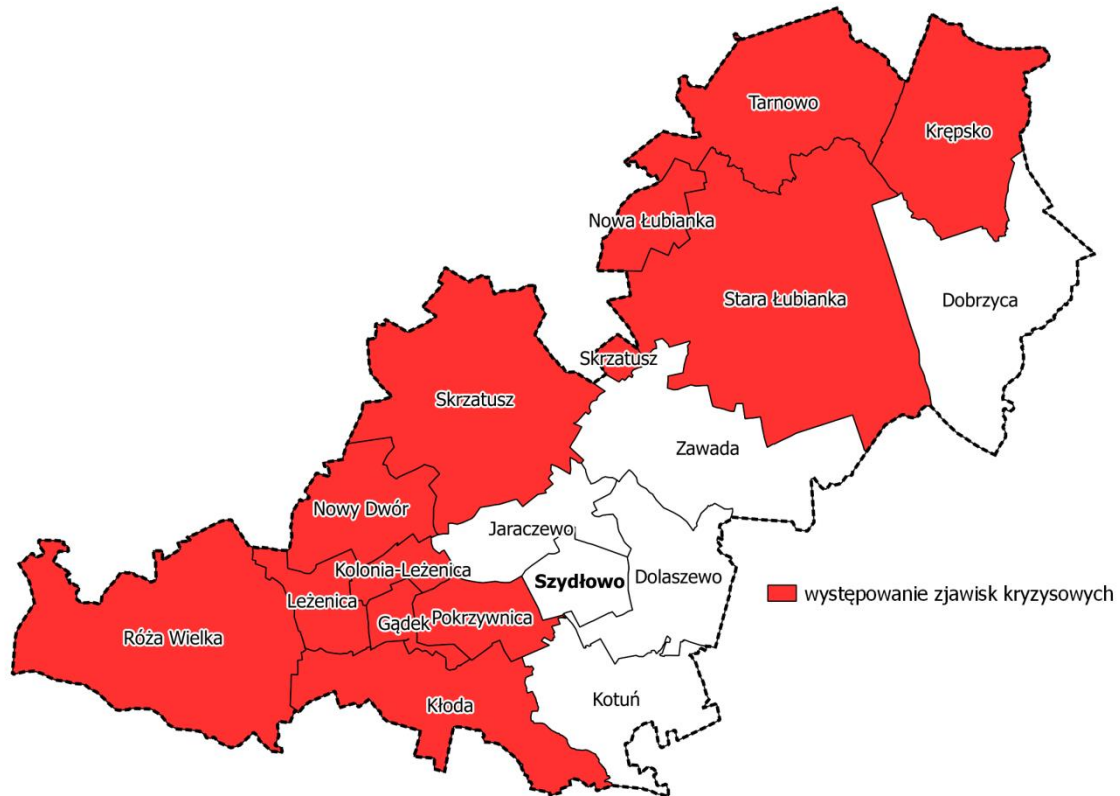 Tarnowo
Krępsko
Nowa Łubianka
Stara Łubianka
Dobrzyca
Skrzatusz
Skrzatusz
Zawada
Nowy Dwór
Jaraczewo
Kolonia-Leżenica
Szydłowo
Dolaszewo
występowanie zjawisk kryzysowych
Leżenica
Gądek
Pokrzywnica
Róża Wielka
Kłoda
Kotuń